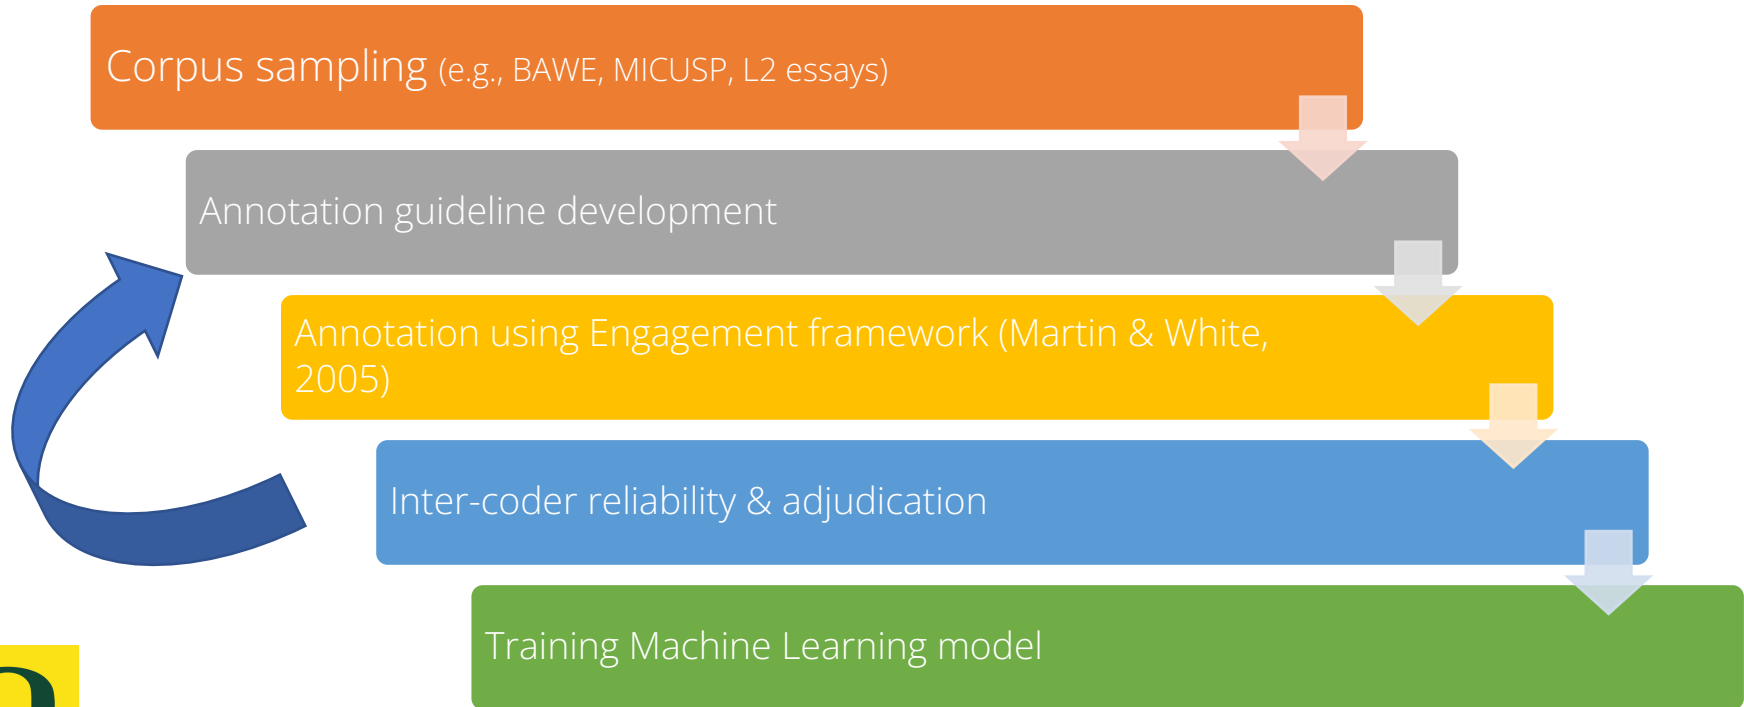 Corpus sampling (e.g., BAWE, MICUSP, L2 essays)
Annotation guideline development
Annotation using Engagement framework (Martin & White,
2005)
Inter-coder reliability & adjudication
Training Machine Learning model